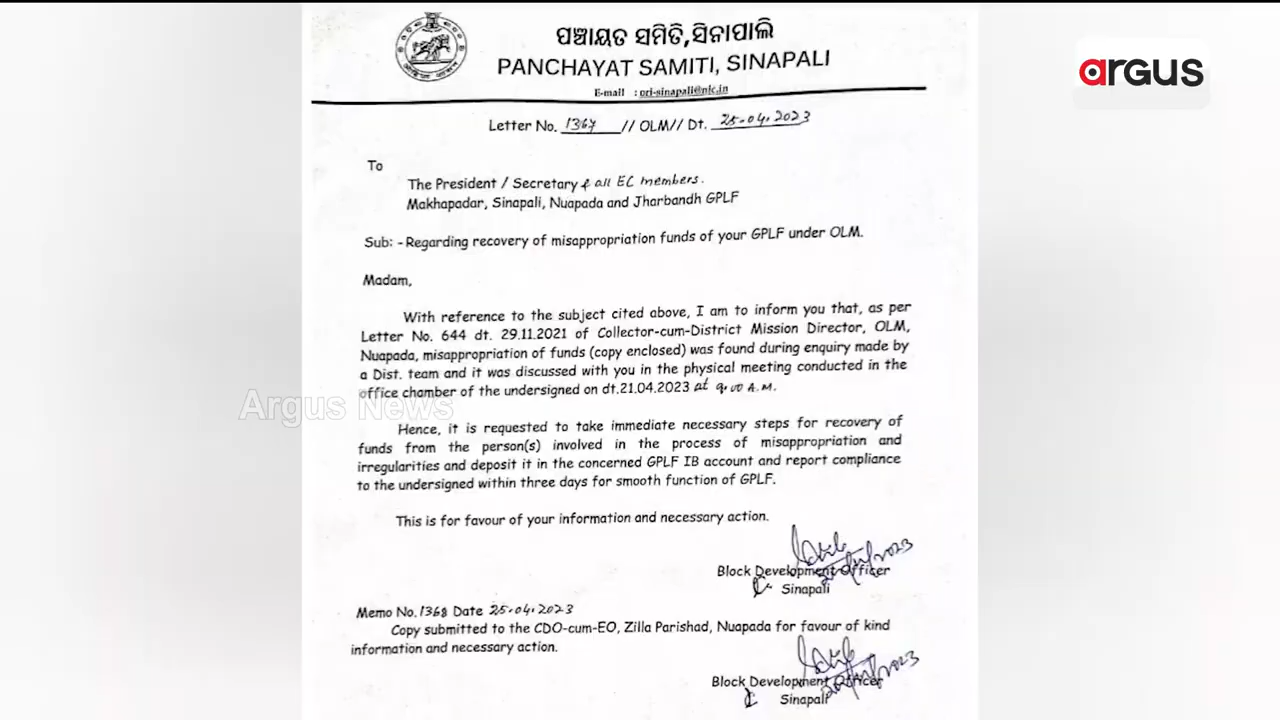 ପଞ୍ଚାୟତ ସମିତି,ସିନାପାଲି
PANCHAYAT SAMITI, SINAPALI
E-mail : ori-sinapali@nic.in
argus
Letter No. 1367 // OLM// Dt. 25-04.2023
To
The President / Secretary & all EC members.
Makhapadar, Sinapali, Nuapada and Jharbandh GPLF
Sub: - Regarding recovery of misappropriation funds of your GPLF under OLM.
Madam,
With reference to the subject cited above, I am to inform you that, as per
Letter No. 644 dt. 29.11.2021 of Collector-cum-District Mission Director, OLM,
Nuapada, misappropriation of funds (copy enclosed) was found during enquiry made by
a Dist. team and it was discussed with you in the physical meeting conducted in the
office chamber of the undersigned on dt.21.04.2023 at 9.00 A.M.
Argus News
Hence, it is requested to take immediate necessary steps for recovery of
funds from the person(s) involved in the process of misappropriation and
irregularities and deposit it in the concerned GPLF IB account and report compliance
to the undersigned within three days for smooth function of GPLF.
This is for favour of your information and necessary action.
Block Development Officer
Sinapali
Memo No. 1368 Date 25.04.2023
Copy submitted to the CDO-cum-EO, Zilla Parishad, Nuapada for favour of kind
information and necessary action.
Block Development Officer
Sinapali